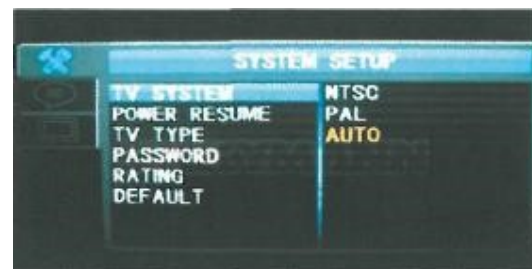 SYSTEM SETUP
TV SYSTEM
POWER RESUME
TV TYPE
PASSWORD
RATING
DEFAULT
NTSC
PAL
AUTO